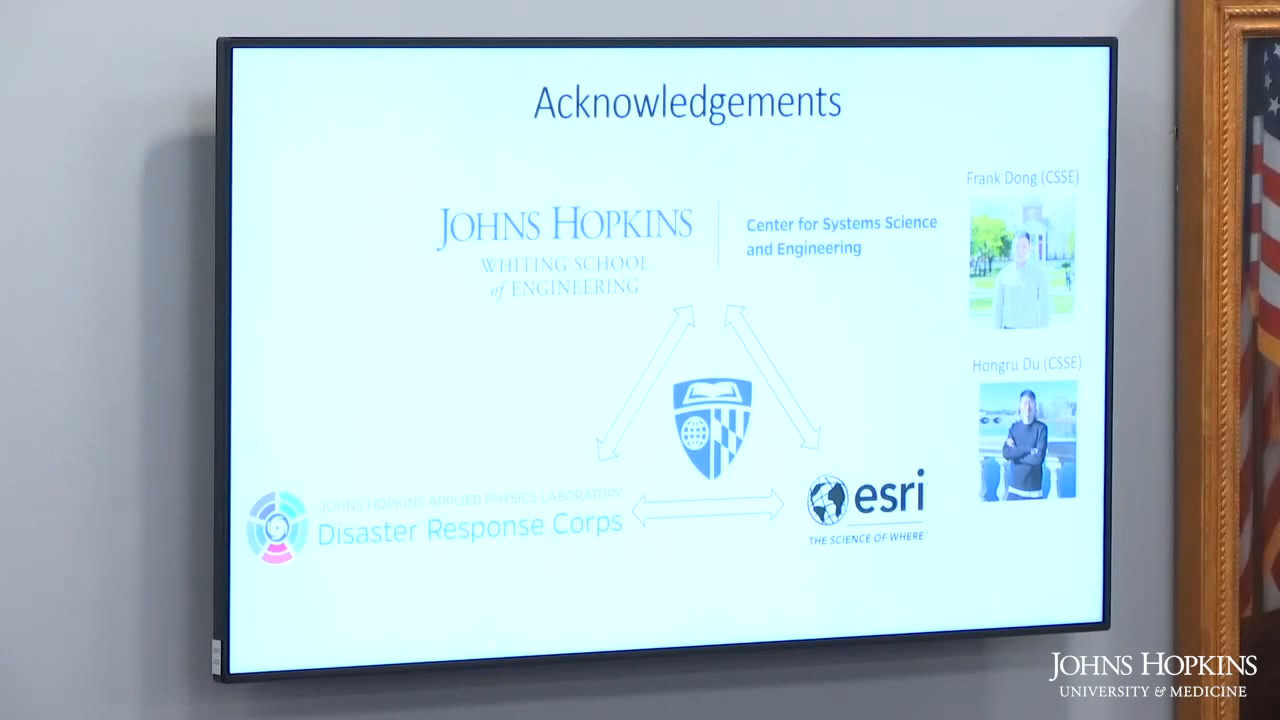 Acknowledgements
Frank Dong (CSSE)
JOHNS HOPKINS
WHITING SCHOOL
of ENGINEERING
Center for Systems Science
and Engineering
Hongru Du (CSSE)
JOHNS HOPKINS APPLIED PHYSICS LABORATORY
Disaster Response Corps
esri
THE SCIENCE OF WHERE
JOHNS HOPKINS
UNIVERSITY & MEDICINE